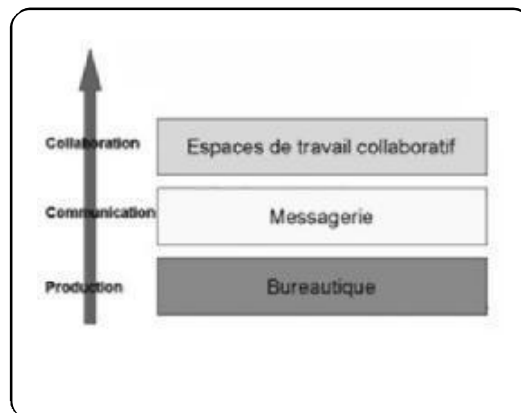 Collaboration Espaces de travail collaboratif
Communication Messagerie
Production Bureautique